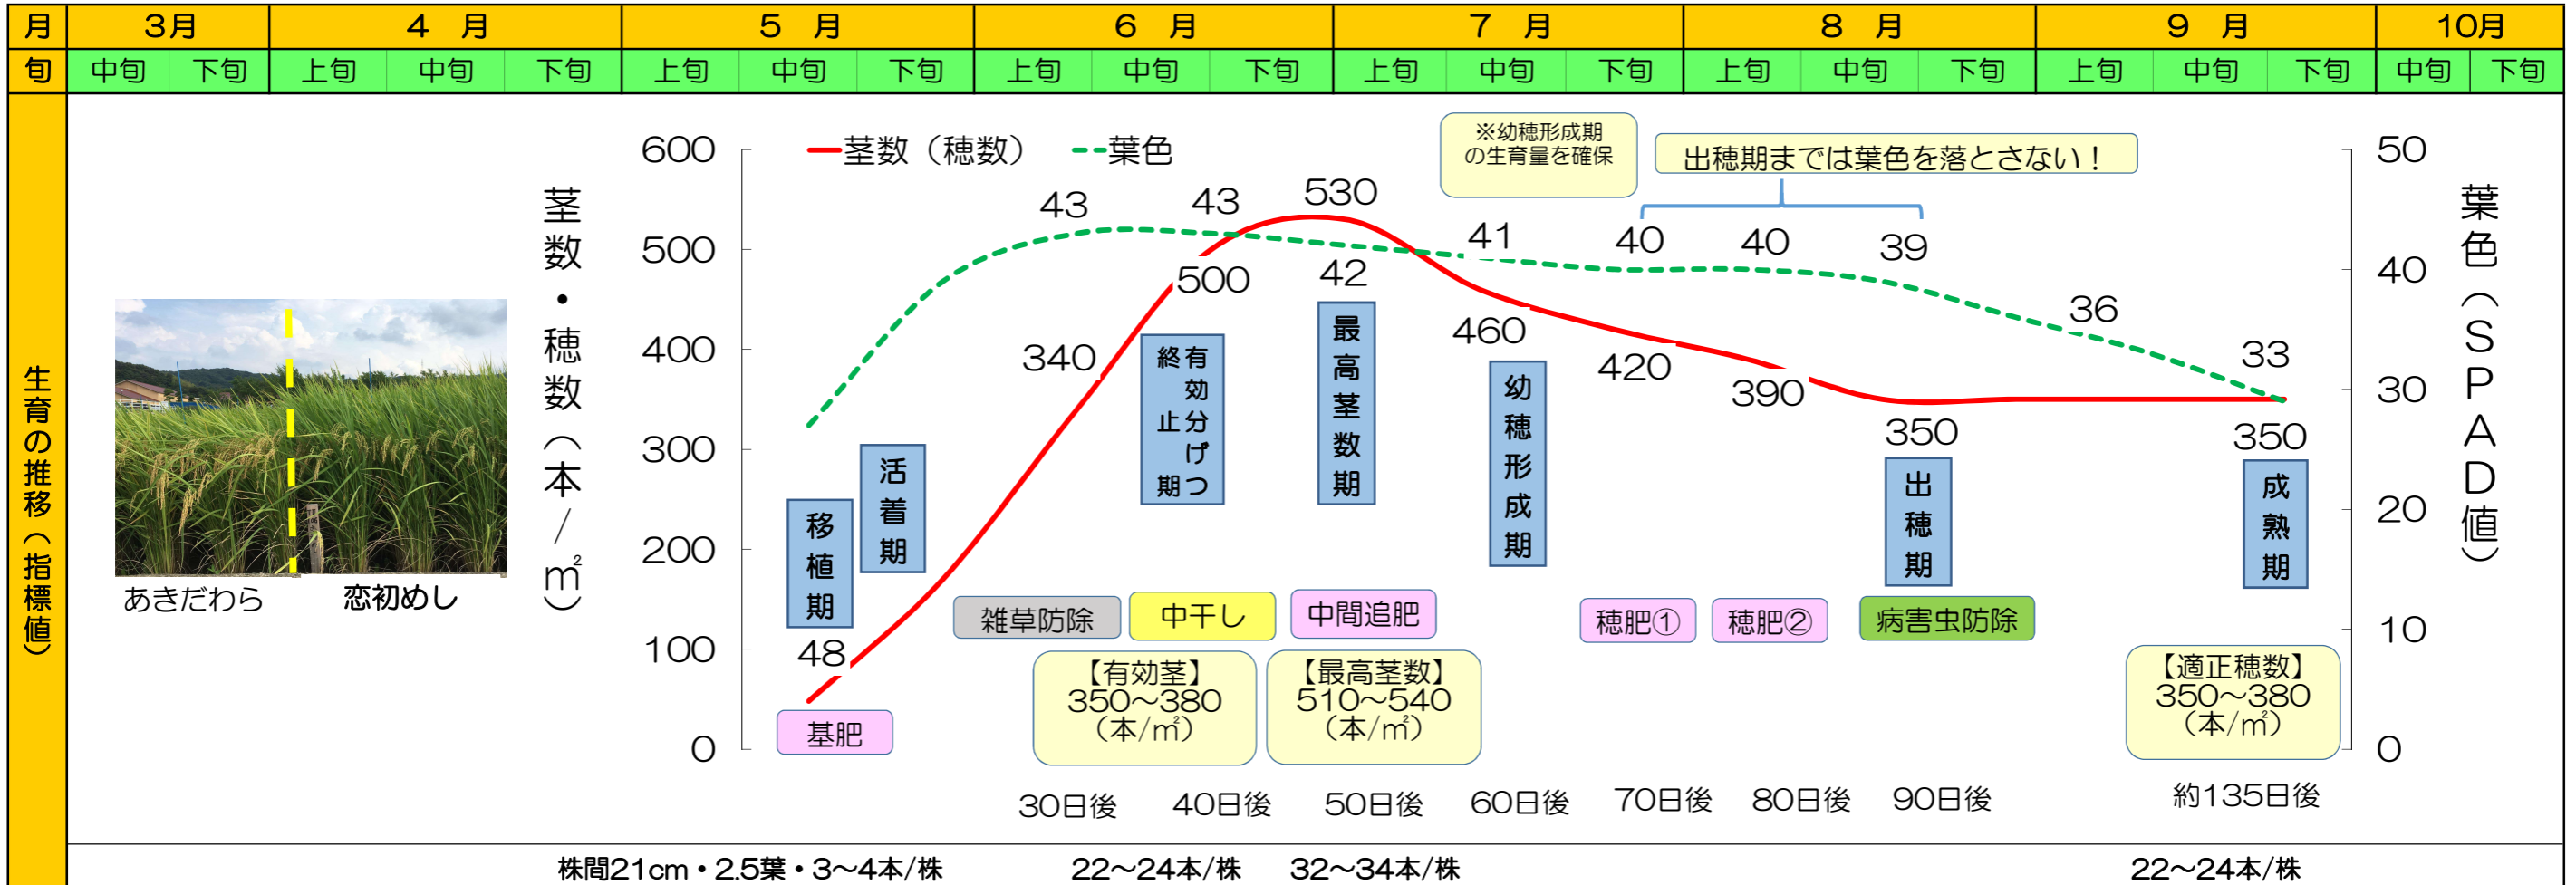 月 3月 4 月 5 月 6 月 7 月 8 月 9 月 10月
旬 中旬 下旬 上旬 中旬 下旬 上旬 中旬 下旬 上旬 中旬 下旬 上旬 中旬 下旬 上旬 中旬 下旬 上旬 中旬 下旬 中旬 下旬
生育の推移（指標値）
茎数・穂数（本/㎡）
600
500
400
300
200
100
0
茎数（穂数）
葉色
※幼穂形成期
の生育量を確保
出穂期までは葉色を落とさない！
50
40
30
20
10
0
葉色（SPAD値）
43 43 42 41 40 40 39 36 33
48 340 500 530 460 420 390 350 350
あきだわら
恋初めし
移植期
活着期
有効分げつ
終止期
最高茎数期
幼穂形成期
出穂期
成熟期
基肥
雑草防除
中干し
中間追肥
穂肥①
穂肥②
病害虫防除
【有効茎】
350～380
（本/㎡）
【最高茎数】
510～540
（本/㎡）
【適正穂数】
350～380
（本/㎡）
30日後 40日後 50日後 60日後 70日後 80日後 90日後 約135日後
株間21cm・2.5葉・3～4本/株 22～24本/株 32～34本/株 22～24本/株